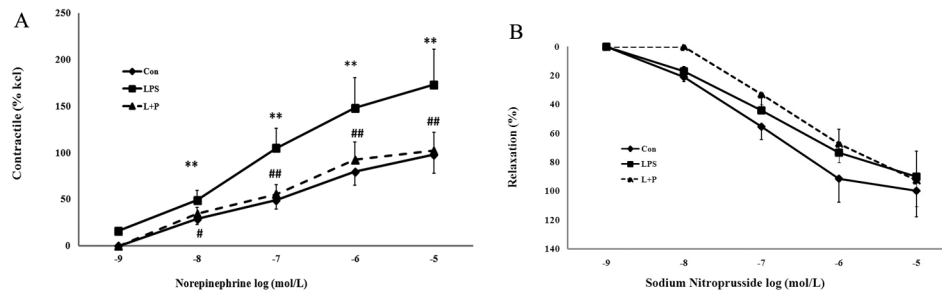 A
Contractile (% kcl)
250
200
150
100
50
0
Con
LPS
L+P
**
**
**
**
#
##
##
##
-9 -8 -7 -6 -5
Norepinephrine log (mol/L)
B
Relaxation (%)
0
20
40
60
80
100
120
140
Con
LPS
L+P
-9 -8 -7 -6 -5
Sodium Nitroprusside log (mol/L)